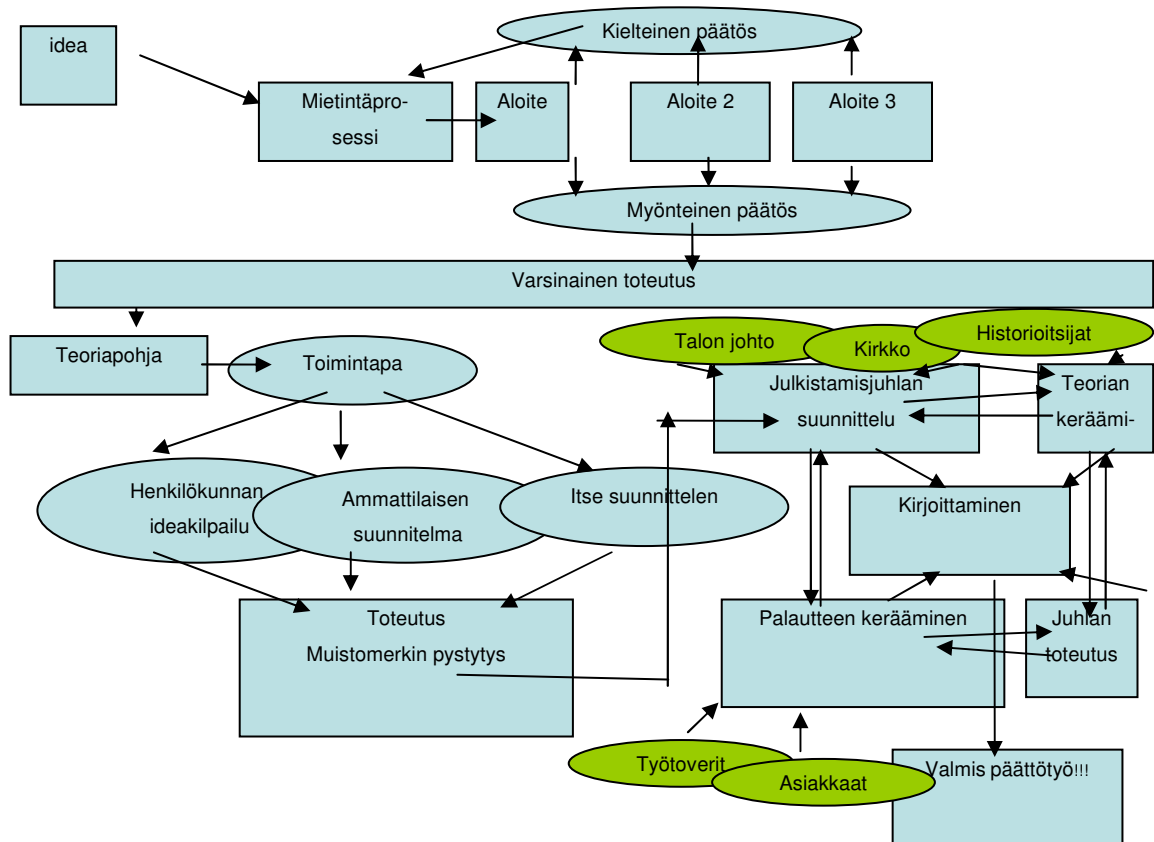 Kielteinen päätös
idea
Mietintäpro-
sessi
Aloite
Aloite 2
Aloite 3
Myönteinen päätös
Varsinainen toteutus
Talon johto
Kirkko
Historioitsijat
Teoriapohja
Toimintapa
Julkistamisjuhlan
suunnittelu
Teorian
keräämi-
Henkilökunnan
ideakilpailu
Ammattilaisen
suunnitelma
Itse suunnittelen
Kirjoittaminen
Toteutus
Muistomerkin pystytys
Palautteen kerääminen
Juhlan
toteutus
Työtoverit
Asiakkaat
Valmis päättötyö!!!